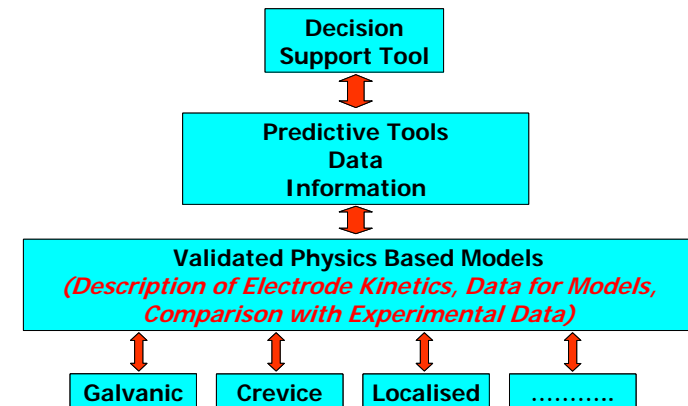 Decision
Support Tool
Predictive Tools
Data
Information
Validated Physics Based Models
(Description of Electrode Kinetics, Data for Models,
Comparison with Experimental Data)
Galvanic
Crevice
Localised
...........